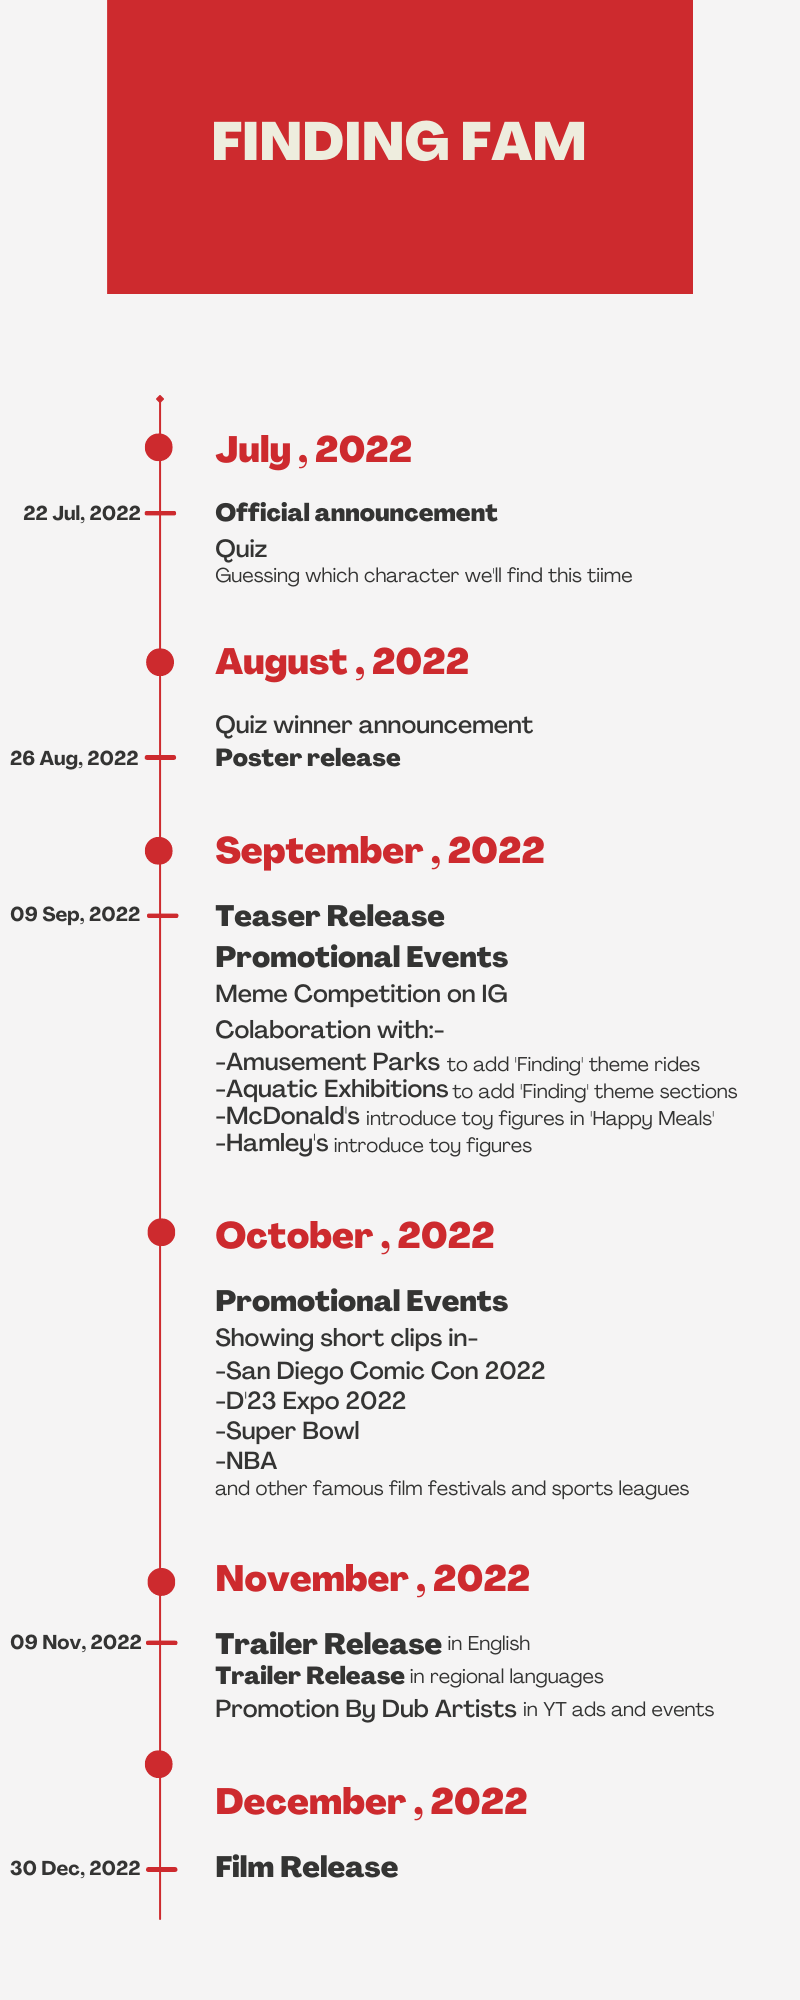 FINDING FAM
July , 2022
22 Jul, 2022 Official announcement
Quiz
Guessing which character we'll find this tiime
August , 2022
Quiz winner announcement
26 Aug, 2022 Poster release
September , 2022
09 Sep, 2022 Teaser Release
Promotional Events
Meme Competition on IG
Colaboration with:-
-Amusement Parks to add 'Finding' theme rides
-Aquatic Exhibitions to add 'Finding' theme sections
-McDonald's introduce toy figures in 'Happy Meals'
-Hamley's introduce toy figures
October , 2022
Promotional Events
Showing short clips in-
-San Diego Comic Con 2022
-D'23 Expo 2022
-Super Bowl
-NBA
and other famous film festivals and sports leagues
November , 2022
09 Nov, 2022 Trailer Release in English
Trailer Release in regional languages
Promotion By Dub Artists in YT ads and events
December , 2022
30 Dec, 2022 Film Release